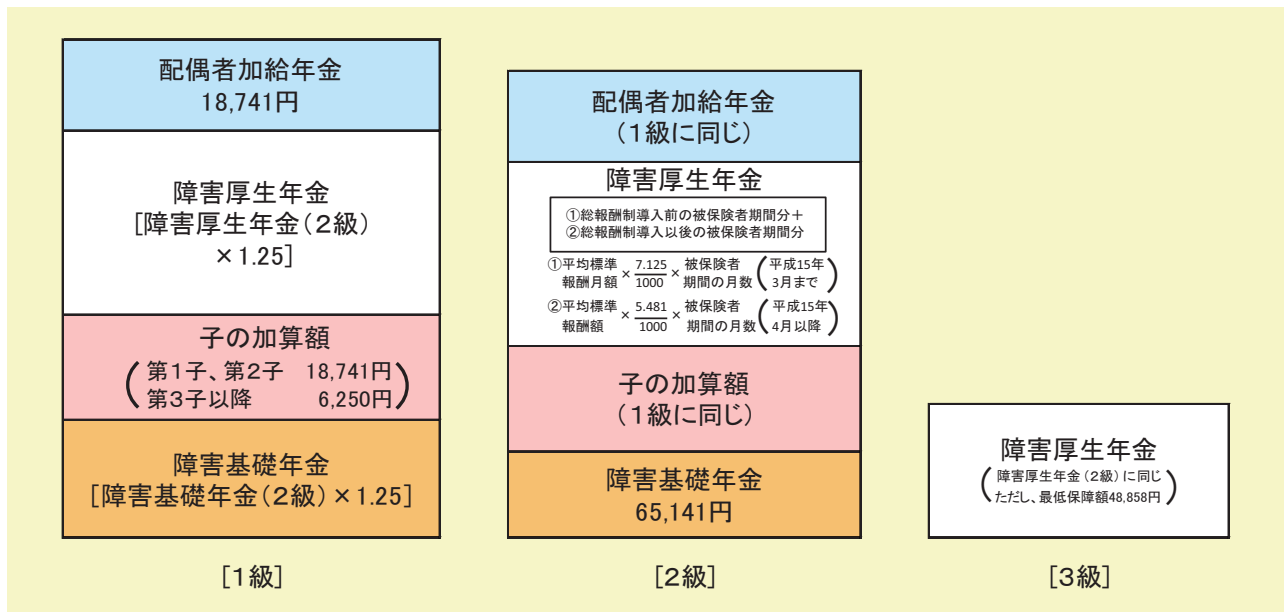 配偶者加給年金
18,741円
障害厚生年金
[障害厚生年金(2級)
×1.25]
子の加算額
(第1子、第2子 18,741円
第3子以降 6,250円)
障害基礎年金
[障害基礎年金(2級)×1.25]
[1級]
配偶者加給年金
(1級に同じ)
障害厚生年金
①総報酬制導入前の被保険者期間分+
②総報酬制導入以後の被保険者期間分
①平均標準報酬月額×7.125/1000×被保険者期間の月数(平成15年3月まで)
②平均標準報酬額×5.481/1000×被保険者期間の月数(平成15年4月以降)
子の加算額
(1級に同じ)
障害基礎年金
65,141円
[2級]
障害厚生年金
(障害厚生年金(2級)に同じ
ただし、最低保障額48,858円)
[3級]